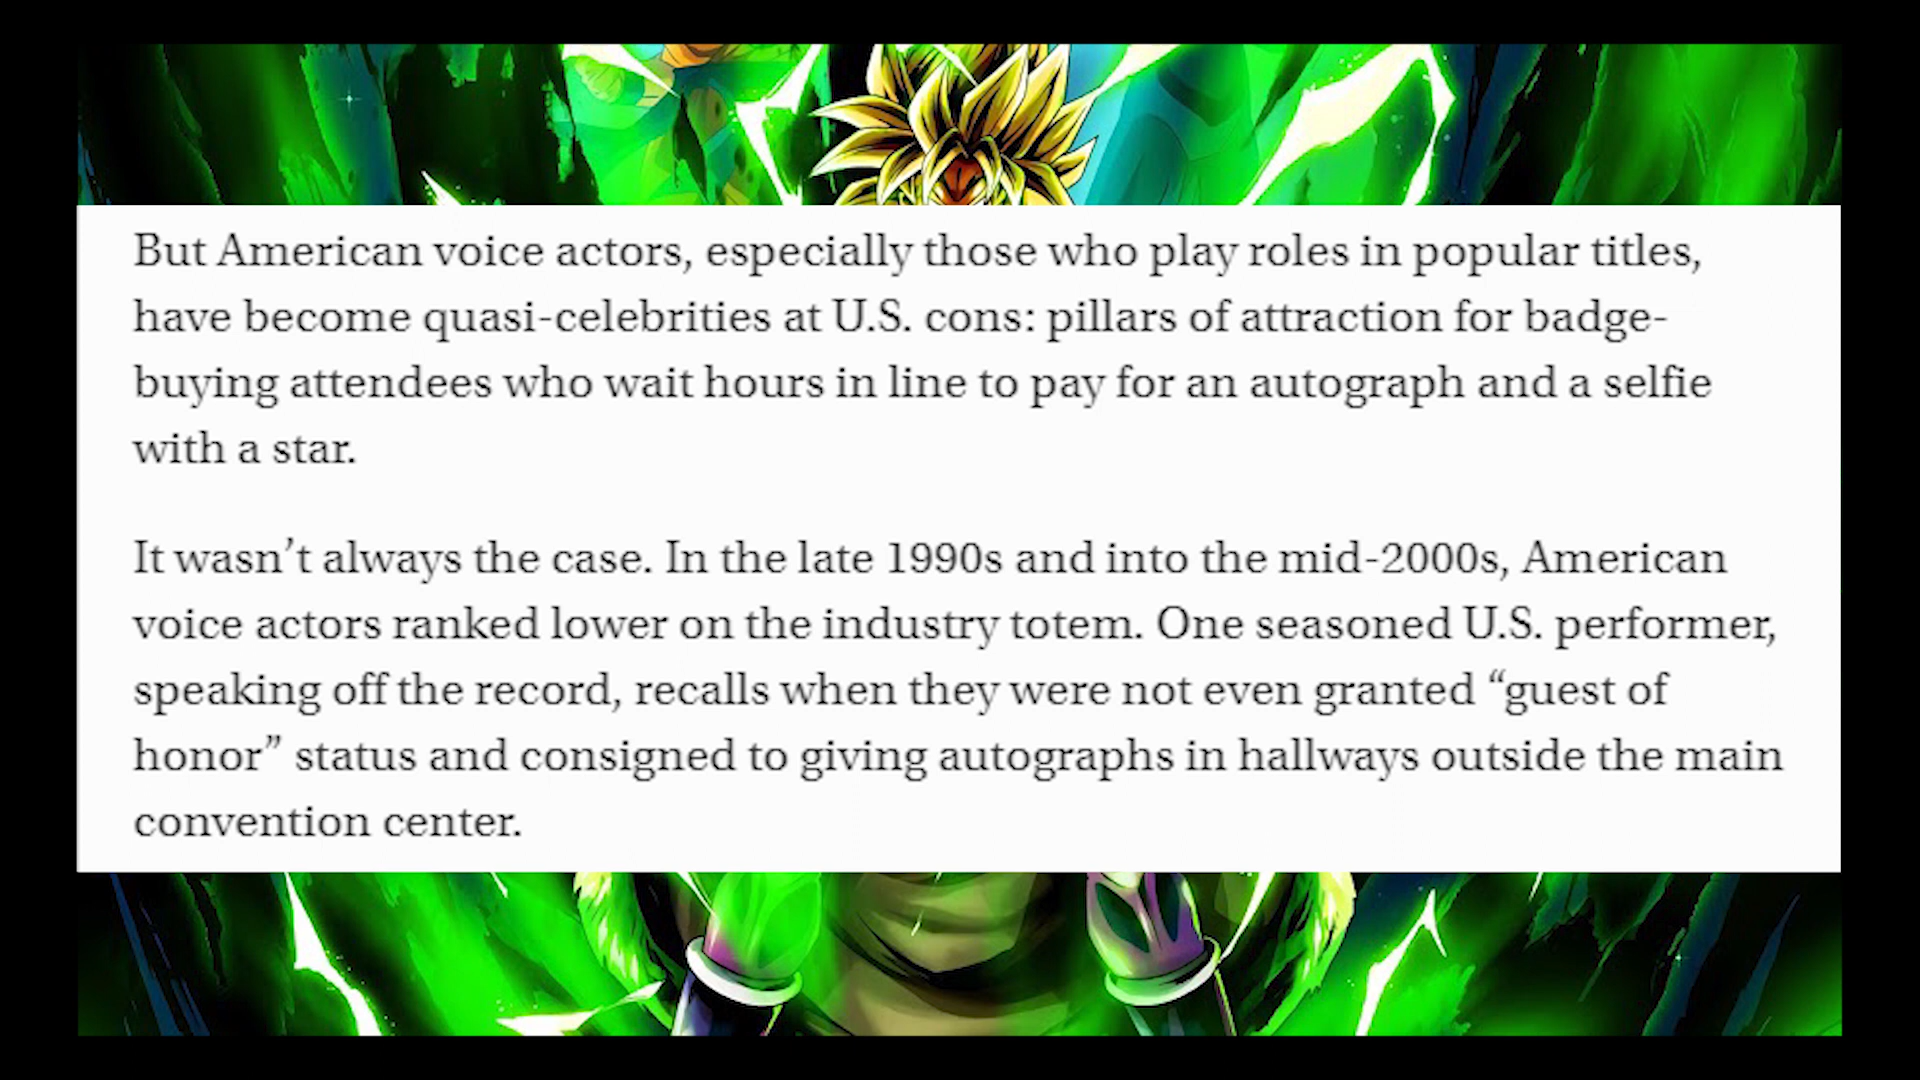 But American voice actors, especially those who play roles in popular titles,
have become quasi-celebrities at U.S. cons: pillars of attraction for badge-
buying attendees who wait hours in line to pay for an autograph and a selfie
with a star.
It wasn’t always the case. In the late 1990s and into the mid-2000s, American
voice actors ranked lower on the industry totem. One seasoned U.S. performer,
speaking off the record, recalls when they were not even granted “guest of
honor” status and consigned to giving autographs in hallways outside the main
convention center.